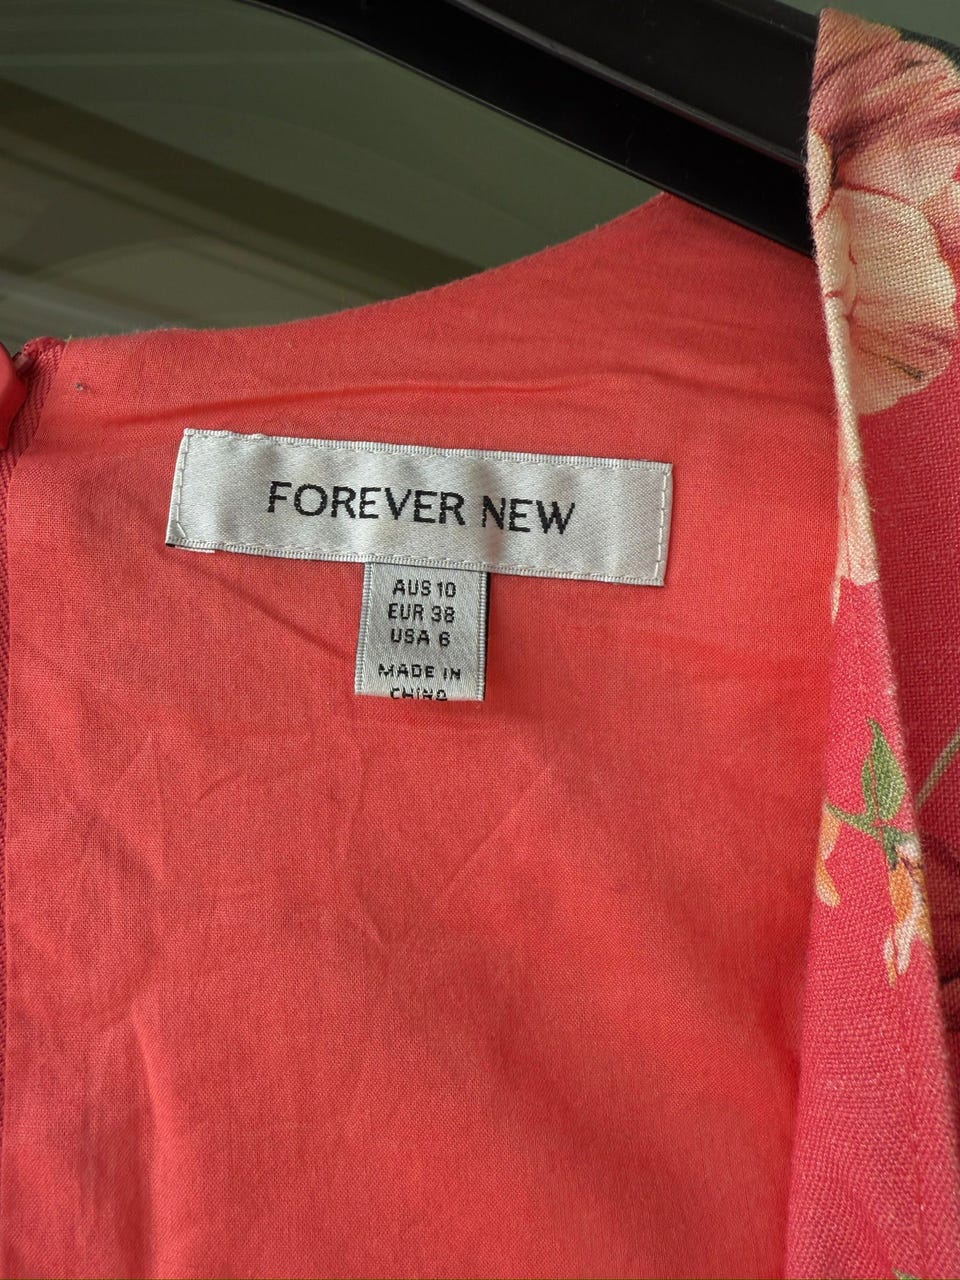 FOREVER NEW
AUS 10
EUR 38
USA 6
MADE IN
CHINA